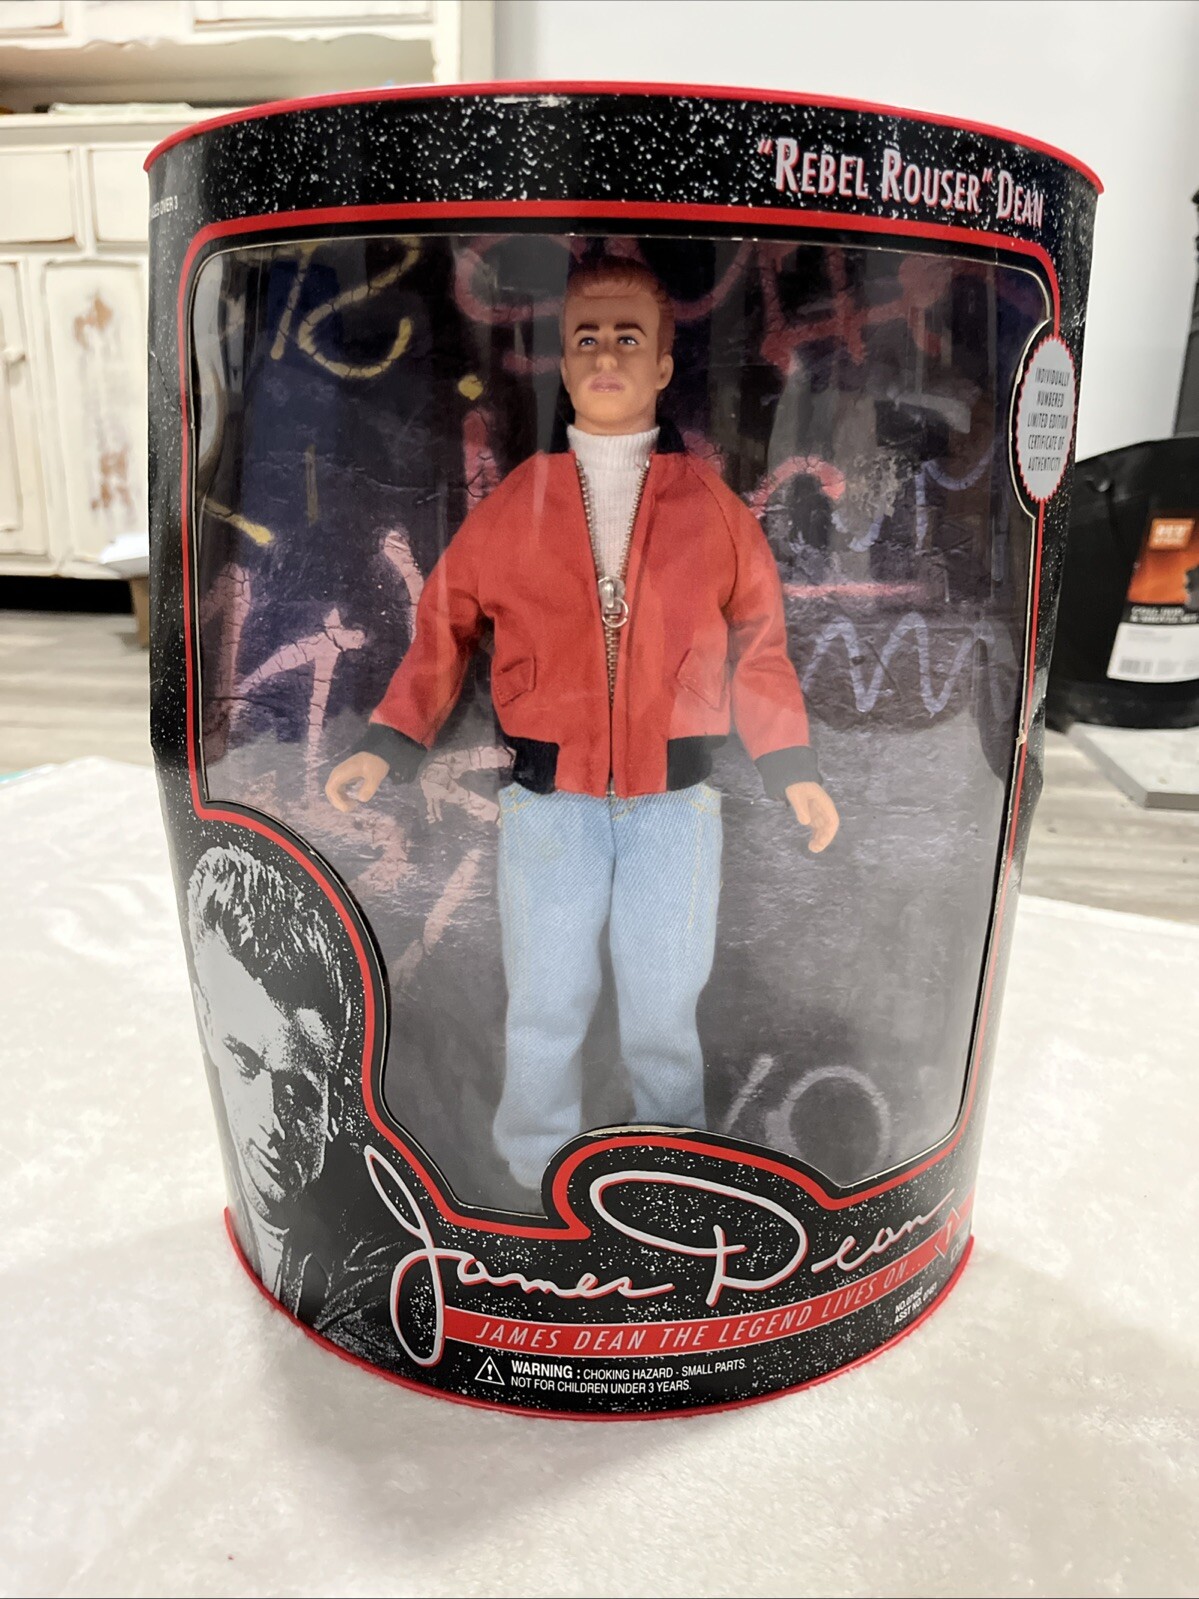 "REBEL ROUSER" DEAN
INDIVIDUALLY
NUMBERED
LIMITED EDITION
CERTIFICATE OF
AUTHENTICITY
James Dean
JAMES DEAN THE LEGEND LIVES ON...
WARNING : CHOKING HAZARD - SMALL PARTS.
NOT FOR CHILDREN UNDER 3 YEARS.